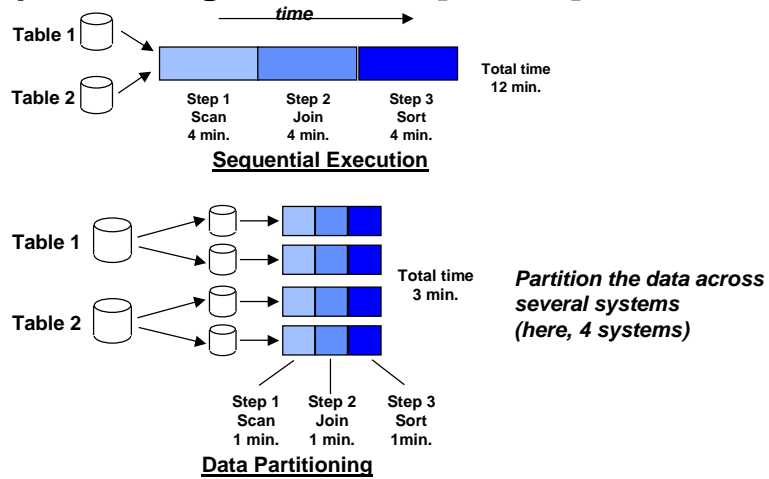 time
Table 1
Table 2
Total time
12 min.
Step 1
Scan
4 min.
Step 2
Join
4 min.
Step 3
Sort
4 min.
Sequential Execution
Table 1
Table 2
Total time
3 min.
Partition the data across
several systems
(here, 4 systems)
Step 1
Scan
1 min.
Step 2
Join
1 min.
Step 3
Sort
1min.
Data Partitioning